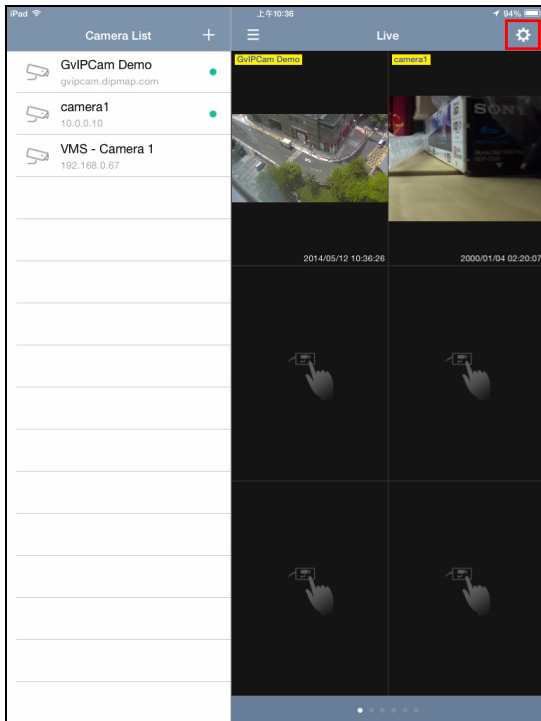 iPad 上午10:36 94%
Camera List + Live
GvIPCam Demo
gvipcam.dipmap.com
camera1
10.0.0.10
VMS - Camera 1
192.168.0.67
GvIPCam Demo camera1
SONY
2014/05/12 10:36:26 2000/01/04 02:20:07